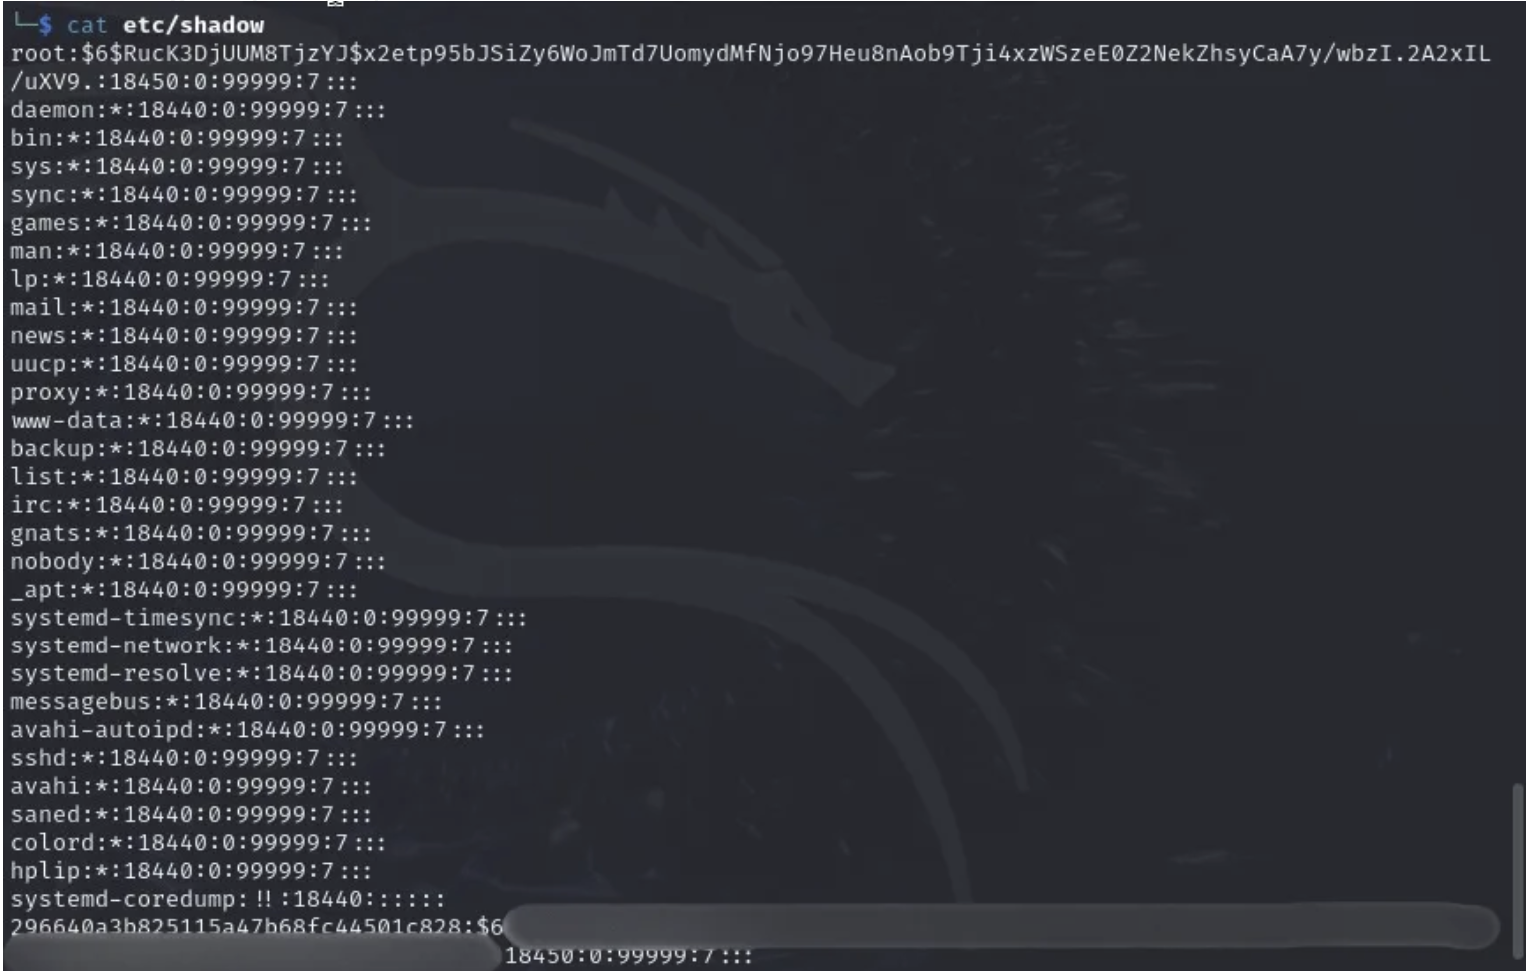 └─$ cat etc/shadow
root:$6$RucK3DjUUM8TjzYJ$x2etp95bJSiZy6WoJmTd7UomydMfNjo97Heu8nAob9Tji4xzWSzeE0Z2NekZhsyCaA7y/wbzI.2A2xIL
/uXV9.:18450:0:99999:7:::
daemon:*:18440:0:99999:7:::
bin:*:18440:0:99999:7:::
sys:*:18440:0:99999:7:::
sync:*:18440:0:99999:7:::
games:*:18440:0:99999:7:::
man:*:18440:0:99999:7:::
lp:*:18440:0:99999:7:::
mail:*:18440:0:99999:7:::
news:*:18440:0:99999:7:::
uucp:*:18440:0:99999:7:::
proxy:*:18440:0:99999:7:::
www-data:*:18440:0:99999:7:::
backup:*:18440:0:99999:7:::
list:*:18440:0:99999:7:::
irc:*:18440:0:99999:7:::
gnats:*:18440:0:99999:7:::
nobody:*:18440:0:99999:7:::
_apt:*:18440:0:99999:7:::
systemd-timesync:*:18440:0:99999:7:::
systemd-network:*:18440:0:99999:7:::
systemd-resolve:*:18440:0:99999:7:::
messagebus:*:18440:0:99999:7:::
avahi-autoipd:*:18440:0:99999:7:::
sshd:*:18440:0:99999:7:::
avahi:*:18440:0:99999:7:::
saned:*:18440:0:99999:7:::
colord:*:18440:0:99999:7:::
hplip:*:18440:0:99999:7:::
systemd-coredump:!!:18440::::::
296640a3b825115a47b68fc44501c828:$6
18450:0:99999:7:::